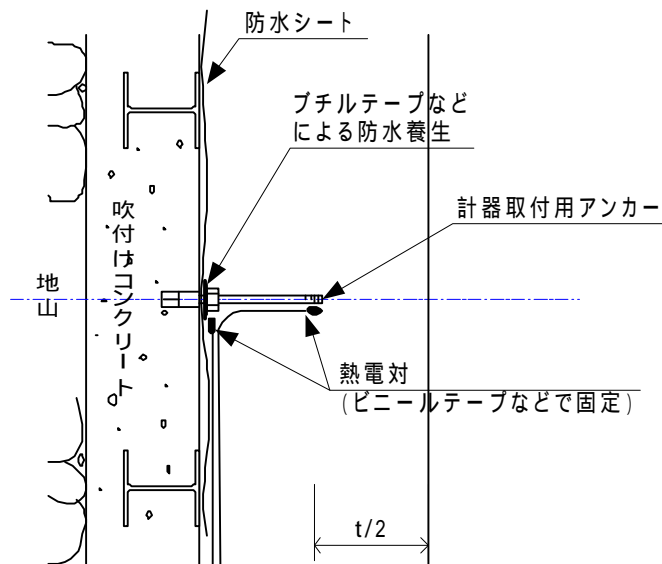 防水シート
ブチルテープなど
による防水養生
計器取付用アンカー
吹付けコンクリート
地山
熱電対
(ビニールテープなどで固定)
t/2